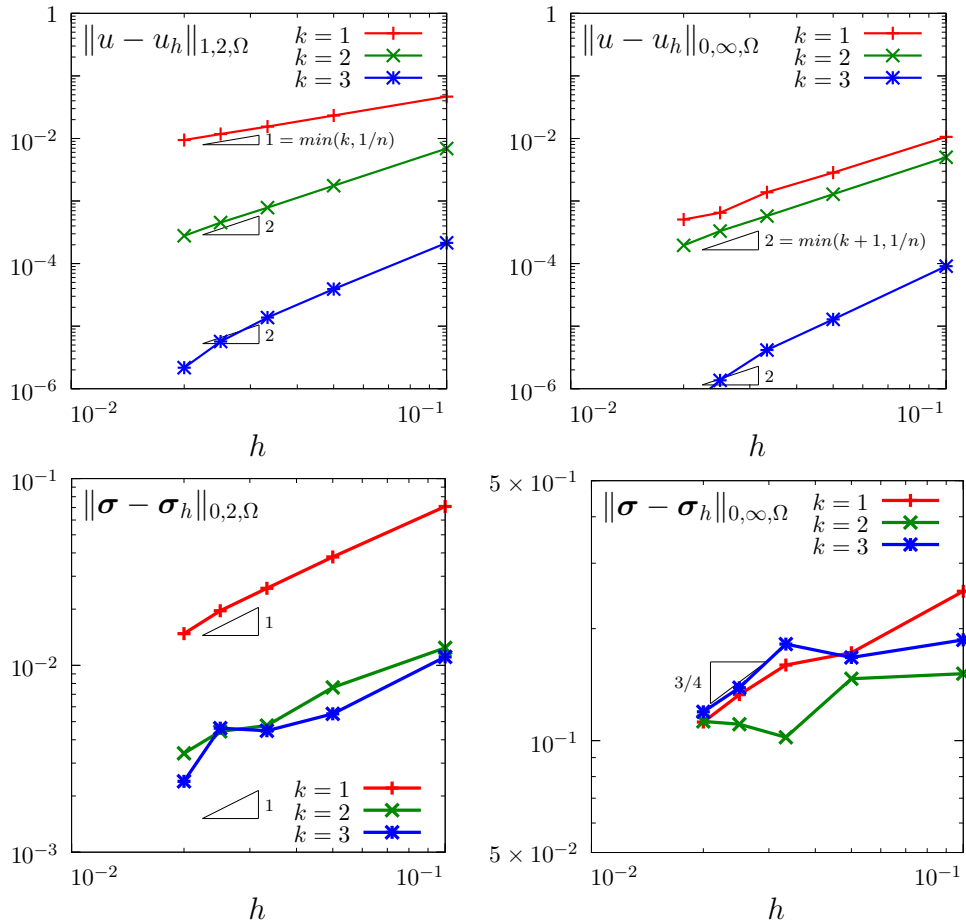 ‖u − u_h‖_{1,2,Ω}
k = 1
k = 2
k = 3
1
10^{−2}
10^{−4}
10^{−6}
1 = min(k, 1/n)
2
2
10^{−2}
10^{−1}
h
‖u − u_h‖_{0,∞,Ω}
k = 1
k = 2
k = 3
1
10^{−2}
10^{−4}
10^{−6}
2 = min(k + 1, 1/n)
2
10^{−2}
10^{−1}
h
‖σ − σ_h‖_{0,2,Ω}
10^{−1}
10^{−2}
10^{−3}
1
1
k = 1
k = 2
k = 3
10^{−2}
10^{−1}
h
‖σ − σ_h‖_{0,∞,Ω}
k = 1
k = 2
k = 3
5 × 10^{−1}
3/4
10^{−1}
5 × 10^{−2}
10^{−2}
10^{−1}
h